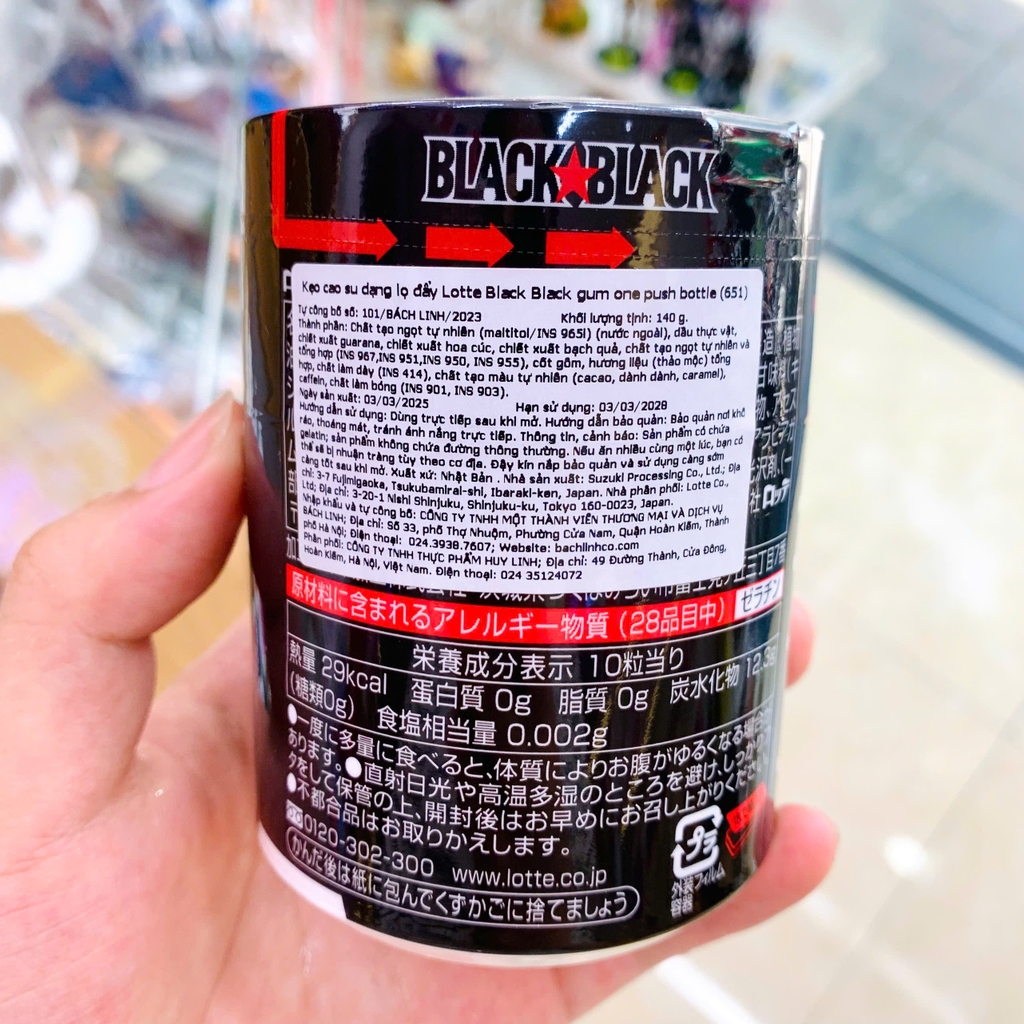 BLACK★BLACK
Kẹo cao su dạng lọ đẩy Lotte Black Black gum one push bottle (651)
Tự công bố số: 101/BÁCH LINH/2023 Khối lượng tịnh: 140 g.
Thành phần: Chất tạo ngọt tự nhiên (maltitol/INS 965i) (nước ngoài), dầu thực vật,
chiết xuất guarana, chiết xuất hoa cúc, chiết xuất bạch quả, chất tạo ngọt tự nhiên và
tổng hợp (INS 967,INS 951,INS 950, INS 955), cốt gôm, hương liệu (thảo mộc) tổng
hợp, chất làm dày (INS 414), chất tạo màu tự nhiên (cacao, dành dành, caramel),
caffein, chất làm bóng (INS 901, INS 903).
Ngày sản xuất: 03/03/2025 Hạn sử dụng: 03/03/2028
Hướng dẫn sử dụng: Dùng trực tiếp sau khi mở. Hướng dẫn bảo quản: Bảo quản nơi khô
ráo, thoáng mát, tránh ánh nắng trực tiếp. Thông tin, cảnh báo: Sản phẩm có chứa
gelatin; sản phẩm không chứa đường thông thường. Nếu ăn nhiều cùng một lúc, bạn có
thể sẽ bị nhuận tràng tùy theo cơ địa. Đậy kín nắp bảo quản và sử dụng càng sớm
càng tốt sau khi mở. Xuất xứ: Nhật Bản . Nhà sản xuất: Suzuki Processing Co., Ltd.; Địa
chỉ: 3-7 Fujimigaoka, Tsukubamirai-shi, Ibaraki-ken, Japan. Nhà phân phối: Lotte Co.,
Ltd; Địa chỉ: 3-20-1 Nishi Shinjuku, Shinjuku-ku, Tokyo 160-0023, Japan.
Nhập khẩu và tự công bố: CÔNG TY TNHH MỘT THÀNH VIÊN THƯƠNG MẠI VÀ DỊCH VỤ
BÁCH LINH; Địa chỉ: Số 33, phố Thợ Nhuộm, Phường Cửa Nam, Quận Hoàn Kiếm, Thành
phố Hà Nội; Điện thoại: 024.3938.7607; Website: bachlinhco.com
Phân phối: CÔNG TY TNHH THỰC PHẨM HUY LINH; Địa chỉ: 49 Đường Thành, Cửa Đông,
Hoàn Kiếm, Hà Nội, Việt Nam. Điện thoại: 024 35124072
原材料に含まれるアレルギー物質(28品目中) ゼラチン
栄養成分表示 10粒当り
熱量 29kcal 蛋白質 0g 脂質 0g 炭水化物 12.3g
(糖類0g) 食塩相当量 0.002g
●一度に多量に食べると、体質によりお腹がゆるくなる場合が
あります。●直射日光や高温多湿のところを避け、しっかり
をして保管の上、開封後はお早めにお召し上がりください。
●不都合品はお取りかえします。
0120-302-300 www.lotte.co.jp
かんだ後は紙に包んでくずかごに捨てましょう
プラ
外装フィルム
容器